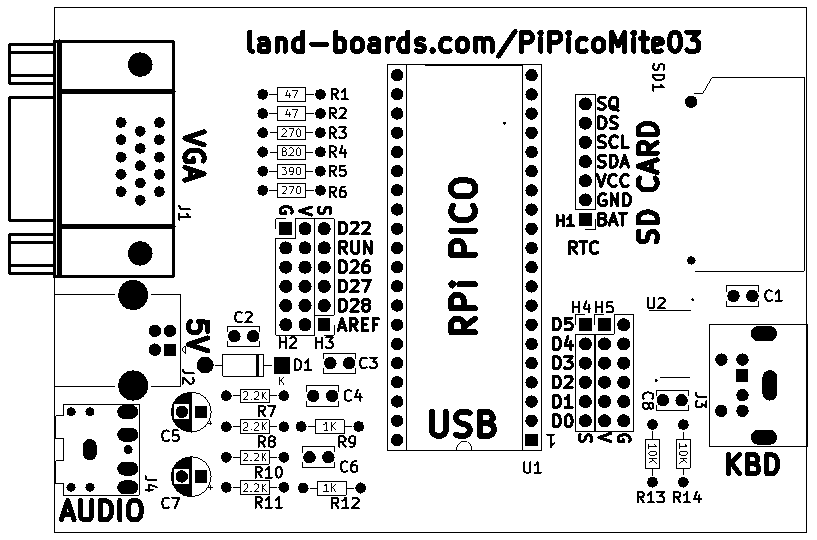 land-boards.com/PiPicoMite03
VGA
J1
47 R1
47 R2
270 R3
820 R4
390 R5
270 R6
G V S
D22
RUN
D26
D27
D28
AREF
H2 H3
RPi PICO
USB
1
U1
SD1
SQ
DS
SCL
SDA
VCC
GND
H1 BAT
RTC
SD CARD
U2
C1
H4 H5
D5
D4
D3
D2
D1
D0
S V G
5V
J2
C2
D1
K
C3
C4
2.2K
R7
2.2K
R8
1K
R9
2.2K
R10
C6
2.2K
R11
1K
R12
C5
C7
J4
AUDIO
C8
J3
10K
R13
10K
R14
KBD